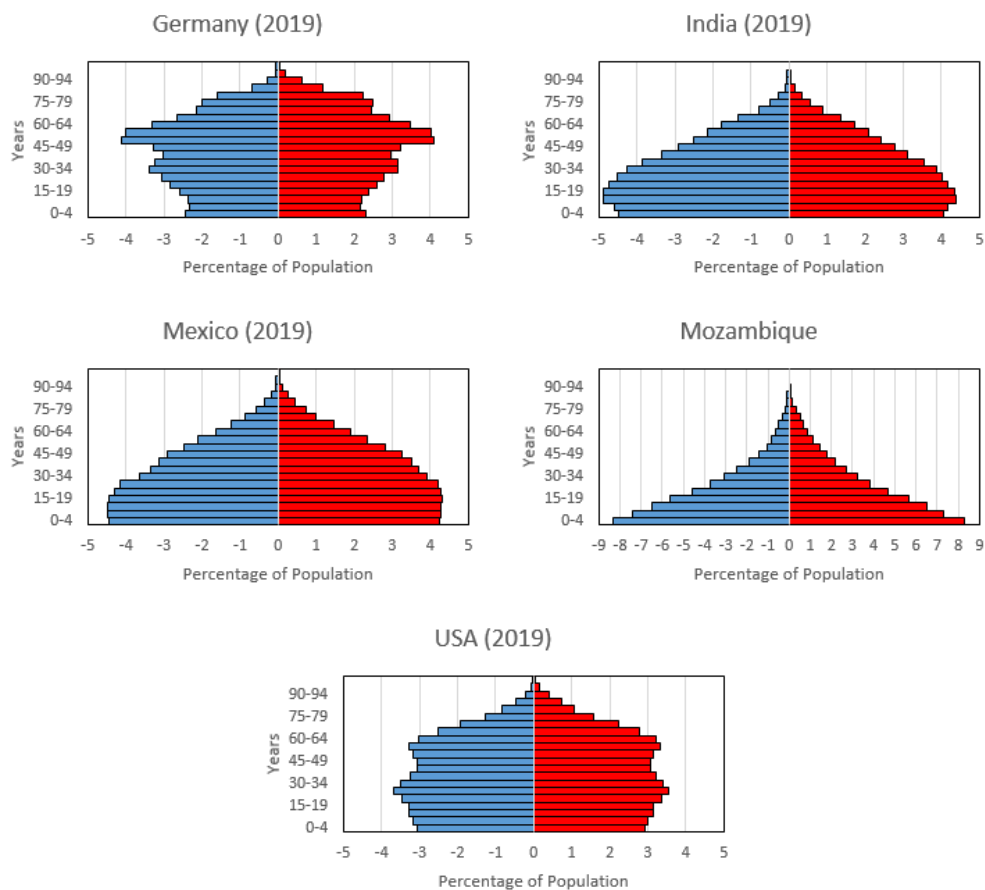 Germany (2019)
Years
90-94
75-79
60-64
45-49
30-34
15-19
0-4
-5 -4 -3 -2 -1 0 1 2 3 4 5
Percentage of Population
India (2019)
Years
90-94
75-79
60-64
45-49
30-34
15-19
0-4
-5 -4 -3 -2 -1 0 1 2 3 4 5
Percentage of Population
Mexico (2019)
Years
90-94
75-79
60-64
45-49
30-34
15-19
0-4
-5 -4 -3 -2 -1 0 1 2 3 4 5
Percentage of Population
Mozambique
Years
90-94
75-79
60-64
45-49
30-34
15-19
0-4
-9 -8 -7 -6 -5 -4 -3 -2 -1 0 1 2 3 4 5 6 7 8 9
Percentage of Population
USA (2019)
Years
90-94
75-79
60-64
45-49
30-34
15-19
0-4
-5 -4 -3 -2 -1 0 1 2 3 4 5
Percentage of Population